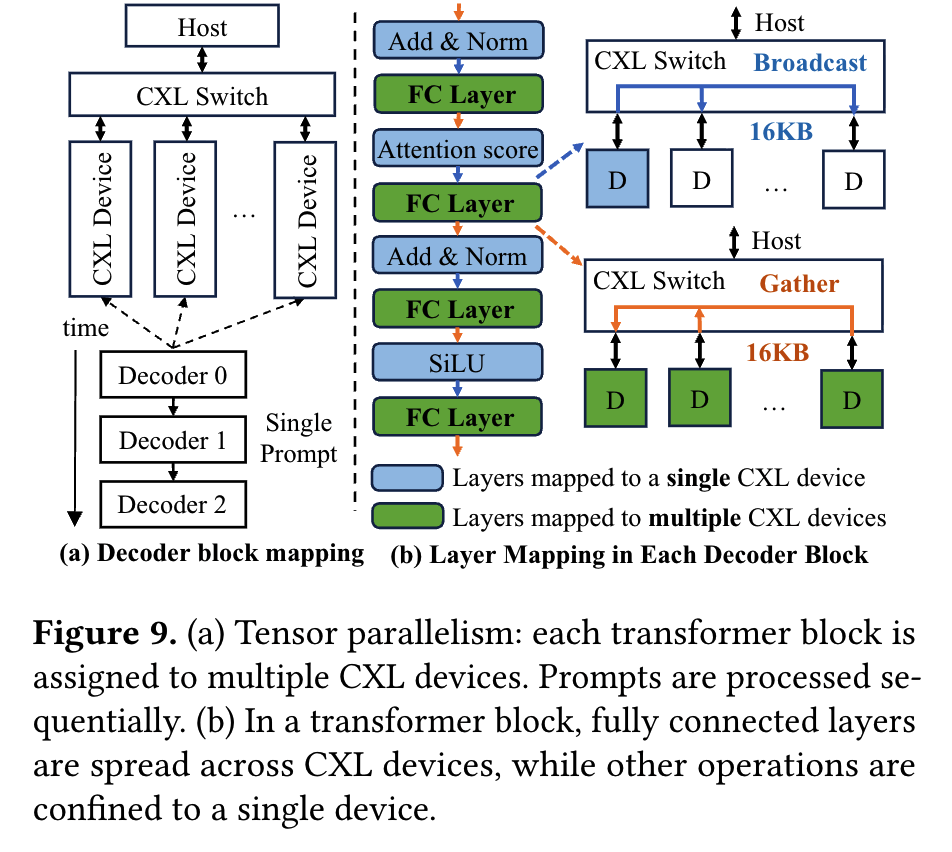 Host
CXL Switch
CXL Device
CXL Device
...
CXL Device
time
Decoder 0
Decoder 1
Decoder 2
Single
Prompt
(a) Decoder block mapping
Add & Norm
FC Layer
Attention score
FC Layer
Add & Norm
FC Layer
SiLU
FC Layer
Host
CXL Switch Broadcast
16KB
D
D
...
D
Host
CXL Switch Gather
16KB
D
D
...
D
Layers mapped to a single CXL device
Layers mapped to multiple CXL devices
(b) Layer Mapping in Each Decoder Block
Figure 9. (a) Tensor parallelism: each transformer block is
assigned to multiple CXL devices. Prompts are processed se-
quentially. (b) In a transformer block, fully connected layers
are spread across CXL devices, while other operations are
confined to a single device.